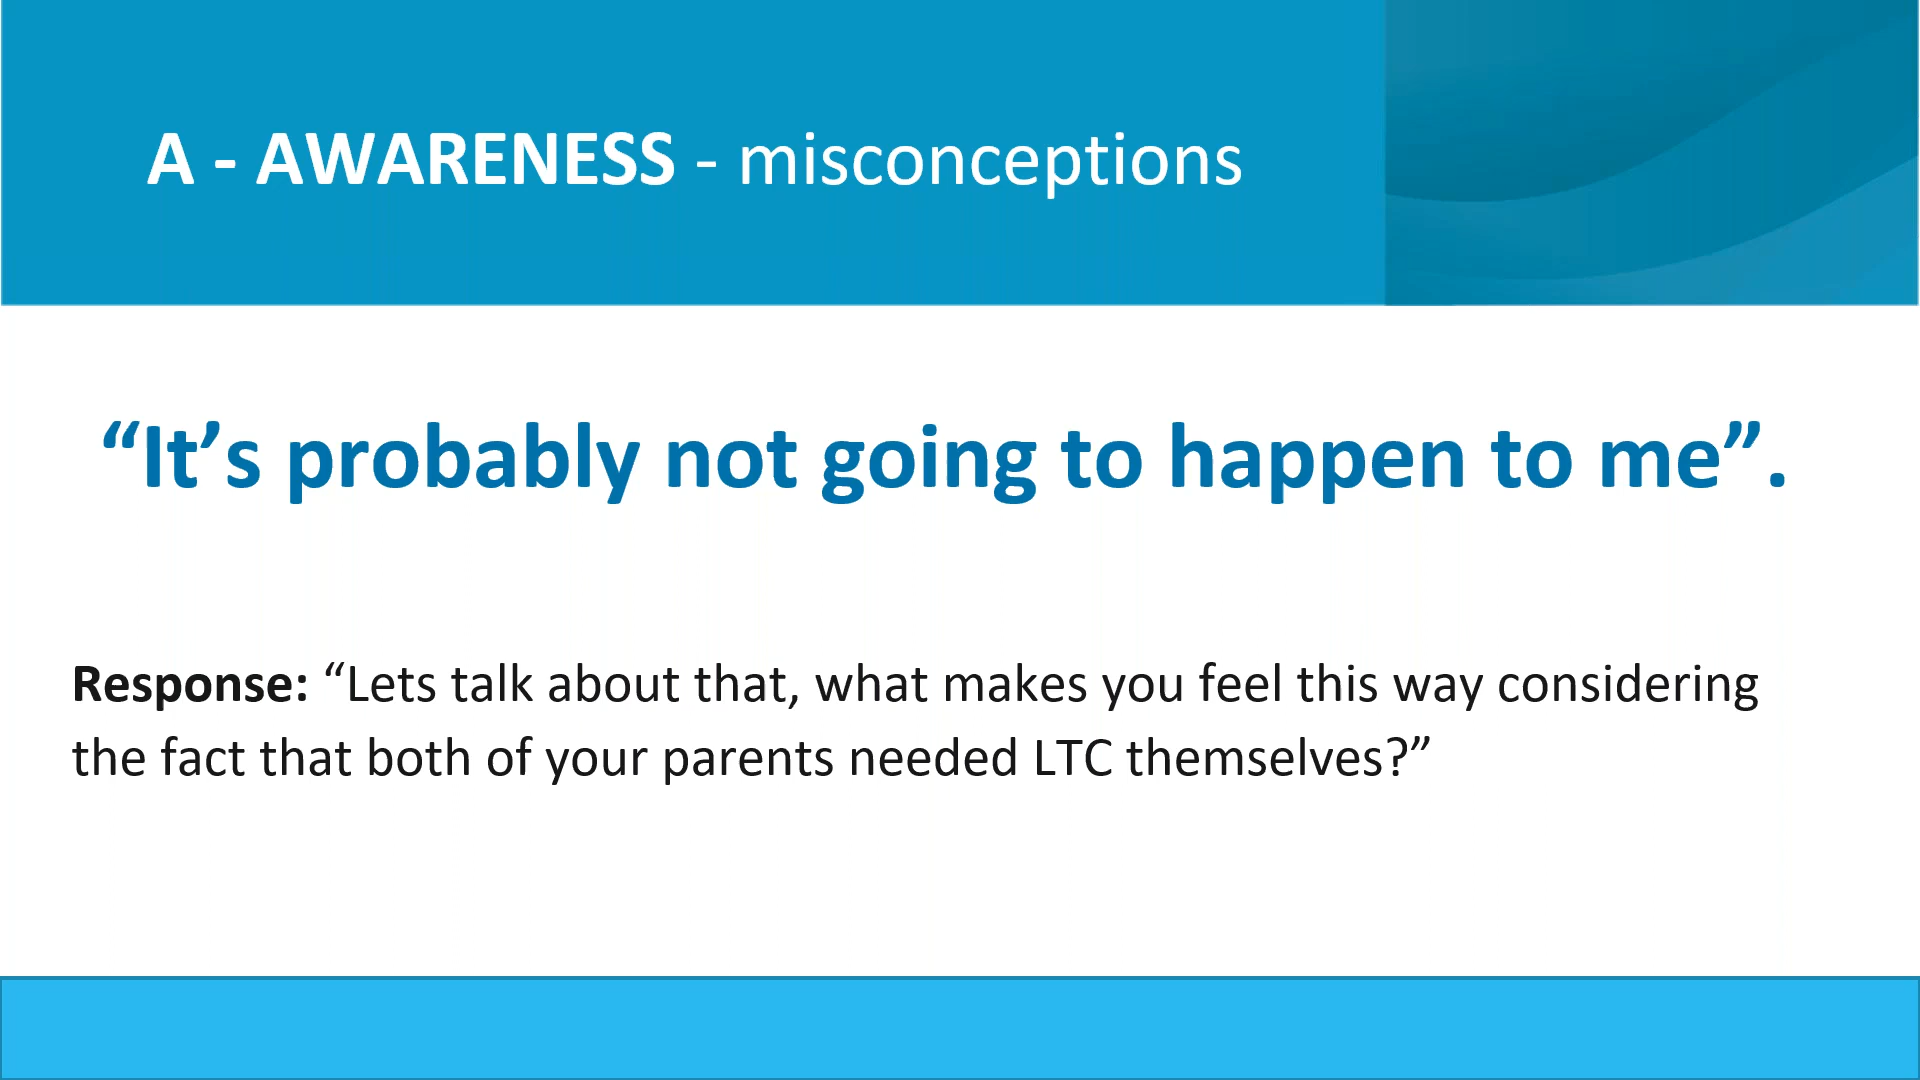 A - AWARENESS - misconceptions
“It’s probably not going to happen to me”.
Response: “Lets talk about that, what makes you feel this way considering
the fact that both of your parents needed LTC themselves?”